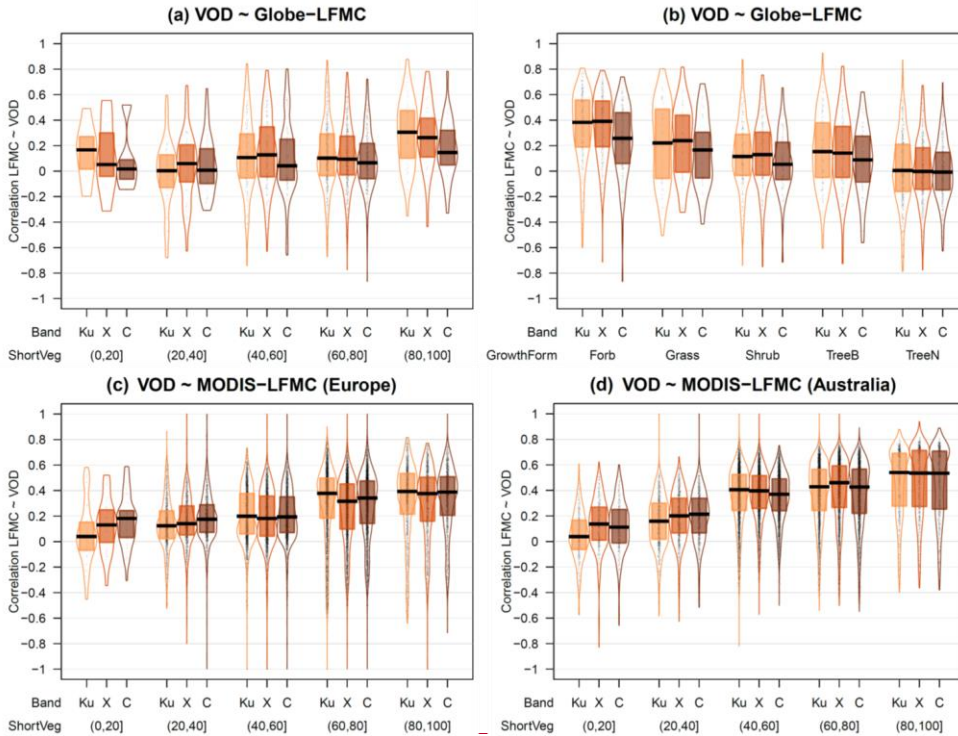 (a) VOD ~ Globe-LFMC
Correlation LFMC ~ VOD
1
0.8
0.6
0.4
0.2
0
−0.2
−0.4
−0.6
−0.8
−1
Band Ku X C Ku X C Ku X C Ku X C Ku X C
ShortVeg (0,20] (20,40] (40,60] (60,80] (80,100]
(b) VOD ~ Globe-LFMC
Correlation LFMC ~ VOD
1
0.8
0.6
0.4
0.2
0
−0.2
−0.4
−0.6
−0.8
−1
Band Ku X C Ku X C Ku X C Ku X C Ku X C
GrowthForm Forb Grass Shrub TreeB TreeN
(c) VOD ~ MODIS-LFMC (Europe)
Correlation LFMC ~ VOD
1
0.8
0.6
0.4
0.2
0
−0.2
−0.4
−0.6
−0.8
−1
Band Ku X C Ku X C Ku X C Ku X C Ku X C
ShortVeg (0,20] (20,40] (40,60] (60,80] (80,100]
(d) VOD ~ MODIS-LFMC (Australia)
Correlation LFMC ~ VOD
1
0.8
0.6
0.4
0.2
0
−0.2
−0.4
−0.6
−0.8
−1
Band Ku X C Ku X C Ku X C Ku X C Ku X C
ShortVeg (0,20] (20,40] (40,60] (60,80] (80,100]